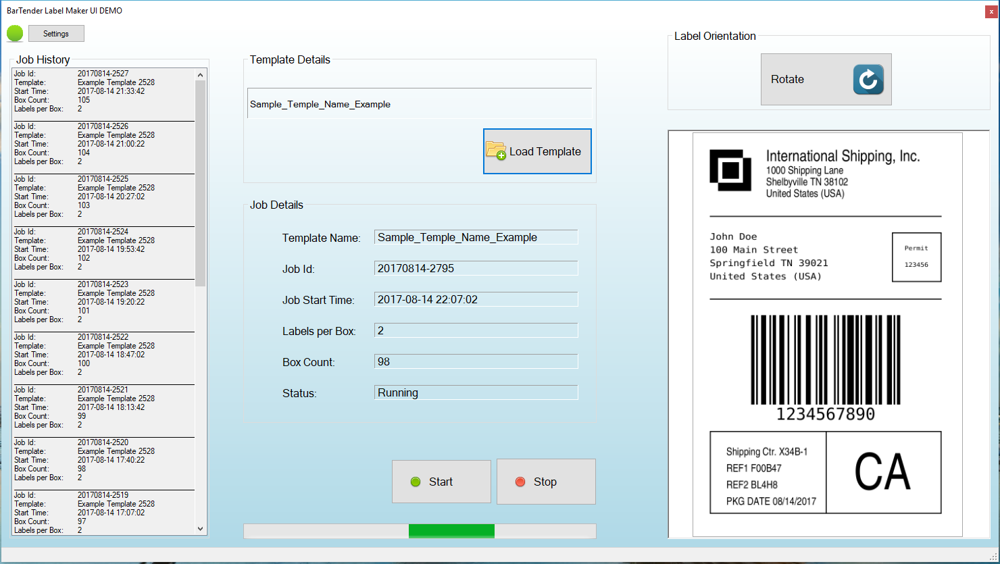 BarTender Label Maker UI DEMO
x
Settings
Job History
Job Id: 20170814-2527
Template: Example Template 2528
Start Time: 2017-08-14 21:33:42
Box Count: 105
Labels per Box: 2
Job Id: 20170814-2526
Template: Example Template 2528
Start Time: 2017-08-14 21:00:22
Box Count: 104
Labels per Box: 2
Job Id: 20170814-2525
Template: Example Template 2528
Start Time: 2017-08-14 20:27:02
Box Count: 103
Labels per Box: 2
Job Id: 20170814-2524
Template: Example Template 2528
Start Time: 2017-08-14 19:53:42
Box Count: 102
Labels per Box: 2
Job Id: 20170814-2523
Template: Example Template 2528
Start Time: 2017-08-14 19:20:22
Box Count: 101
Labels per Box: 2
Job Id: 20170814-2522
Template: Example Template 2528
Start Time: 2017-08-14 18:47:02
Box Count: 100
Labels per Box: 2
Job Id: 20170814-2521
Template: Example Template 2528
Start Time: 2017-08-14 18:13:42
Box Count: 99
Labels per Box: 2
Job Id: 20170814-2520
Template: Example Template 2528
Start Time: 2017-08-14 17:40:22
Box Count: 98
Labels per Box: 2
Job Id: 20170814-2519
Template: Example Template 2528
Start Time: 2017-08-14 17:07:02
Box Count: 97
Labels per Box: 2
Template Details
Sample_Temple_Name_Example
Load Template
Job Details
Template Name: Sample_Temple_Name_Example
Job Id: 20170814-2795
Job Start Time: 2017-08-14 22:07:02
Labels per Box: 2
Box Count: 98
Status: Running
Start
Stop
Label Orientation
Rotate
International Shipping, Inc.
1000 Shipping Lane
Shelbyville TN 38102
United States (USA)
John Doe
100 Main Street
Springfield TN 39021
United States (USA)
Permit
123456
1234567890
Shipping Ctr. X34B-1
REF1 F00B47
REF2 BL4H8
PKG DATE 08/14/2017
CA